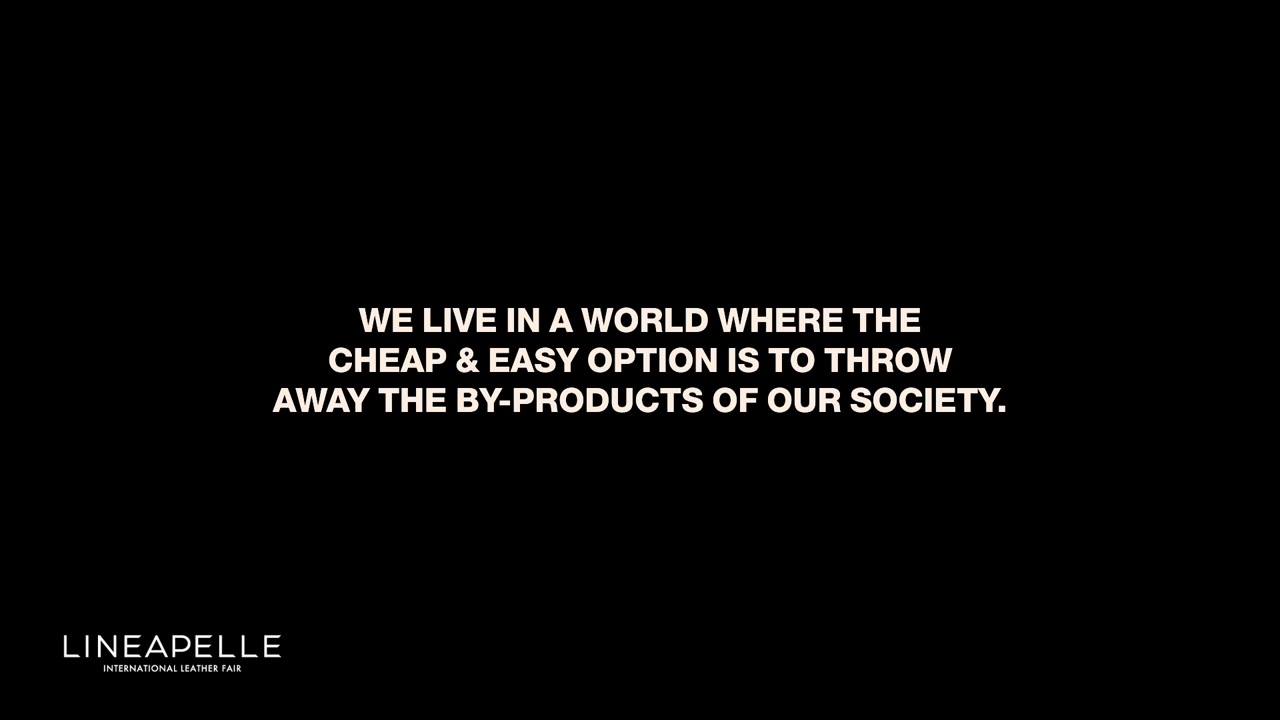 WE LIVE IN A WORLD WHERE THE
CHEAP & EASY OPTION IS TO THROW
AWAY THE BY-PRODUCTS OF OUR SOCIETY.
LINEAPELLE
INTERNATIONAL LEATHER FAIR